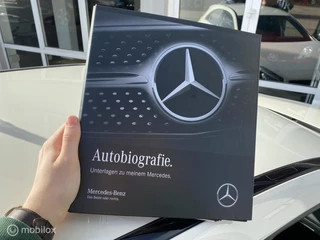 Autobiografie.
Unterlagen zu meinem Mercedes.
Mercedes-Benz
Das Beste oder nichts.
mobilox